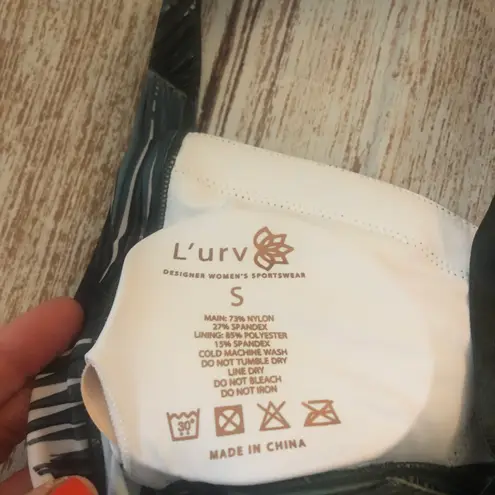 L'urv
DESIGNER WOMEN'S SPORTSWEAR
S
MAIN: 73% NYLON
27% SPANDEX
LINING: 85% POLYESTER
15% SPANDEX
COLD MACHINE WASH
DO NOT TUMBLE DRY
LINE DRY
DO NOT BLEACH
DO NOT IRON
30°
MADE IN CHINA